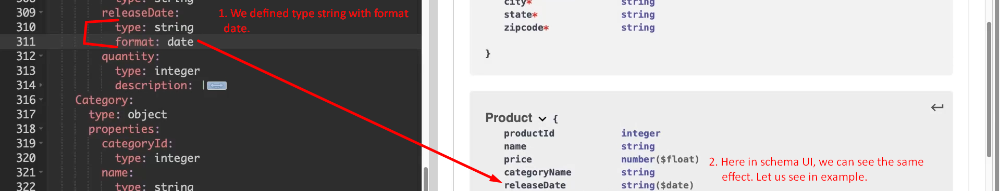 308 type: string
309 releaseDate:
310 type: string
311 format: date
312 quantity:
313 type: integer
314 description: |
316 Category:
317 type: object
318 properties:
319 categoryId:
320 type: integer
321 name:
322 type: string
1. We defined type string with format
date.
city* string
state* string
zipcode* string
}
Product {
productId integer
name string
price number($float)
categoryName string
releaseDate string($date)
2. Here in schema UI, we can see the same
effect. Let us see in example.